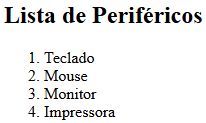 Lista de Periféricos
1. Teclado
2. Mouse
3. Monitor
4. Impressora